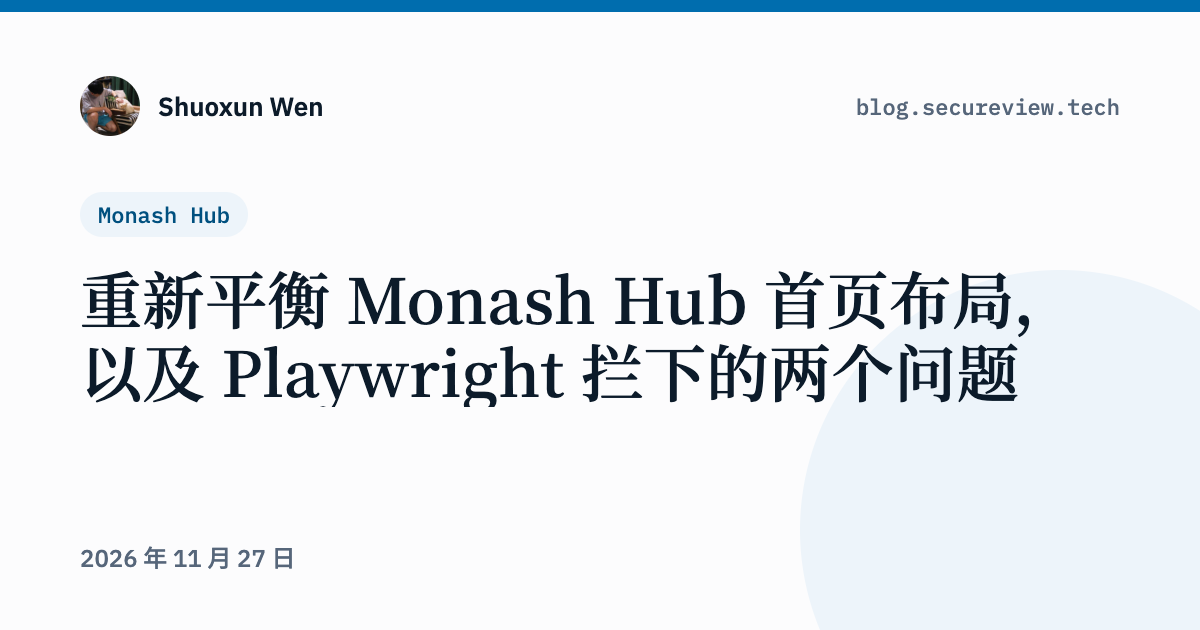 Shuoxun Wen
blog.secureview.tech
Monash Hub
重新平衡 Monash Hub 首页布局,
以及 Playwright 拦下的两个问题
2026 年 11 月 27 日